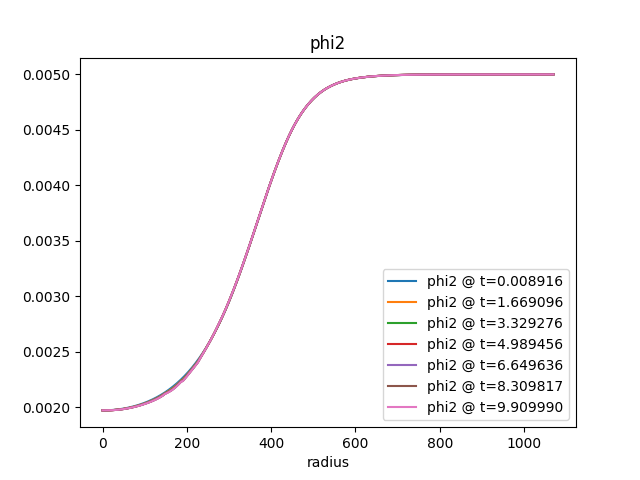 phi2
0.0050
0.0045
0.0040
0.0035
0.0030
0.0025
0.0020
phi2 @ t=0.008916
phi2 @ t=1.669096
phi2 @ t=3.329276
phi2 @ t=4.989456
phi2 @ t=6.649636
phi2 @ t=8.309817
phi2 @ t=9.909990
0 200 400 600 800 1000
radius